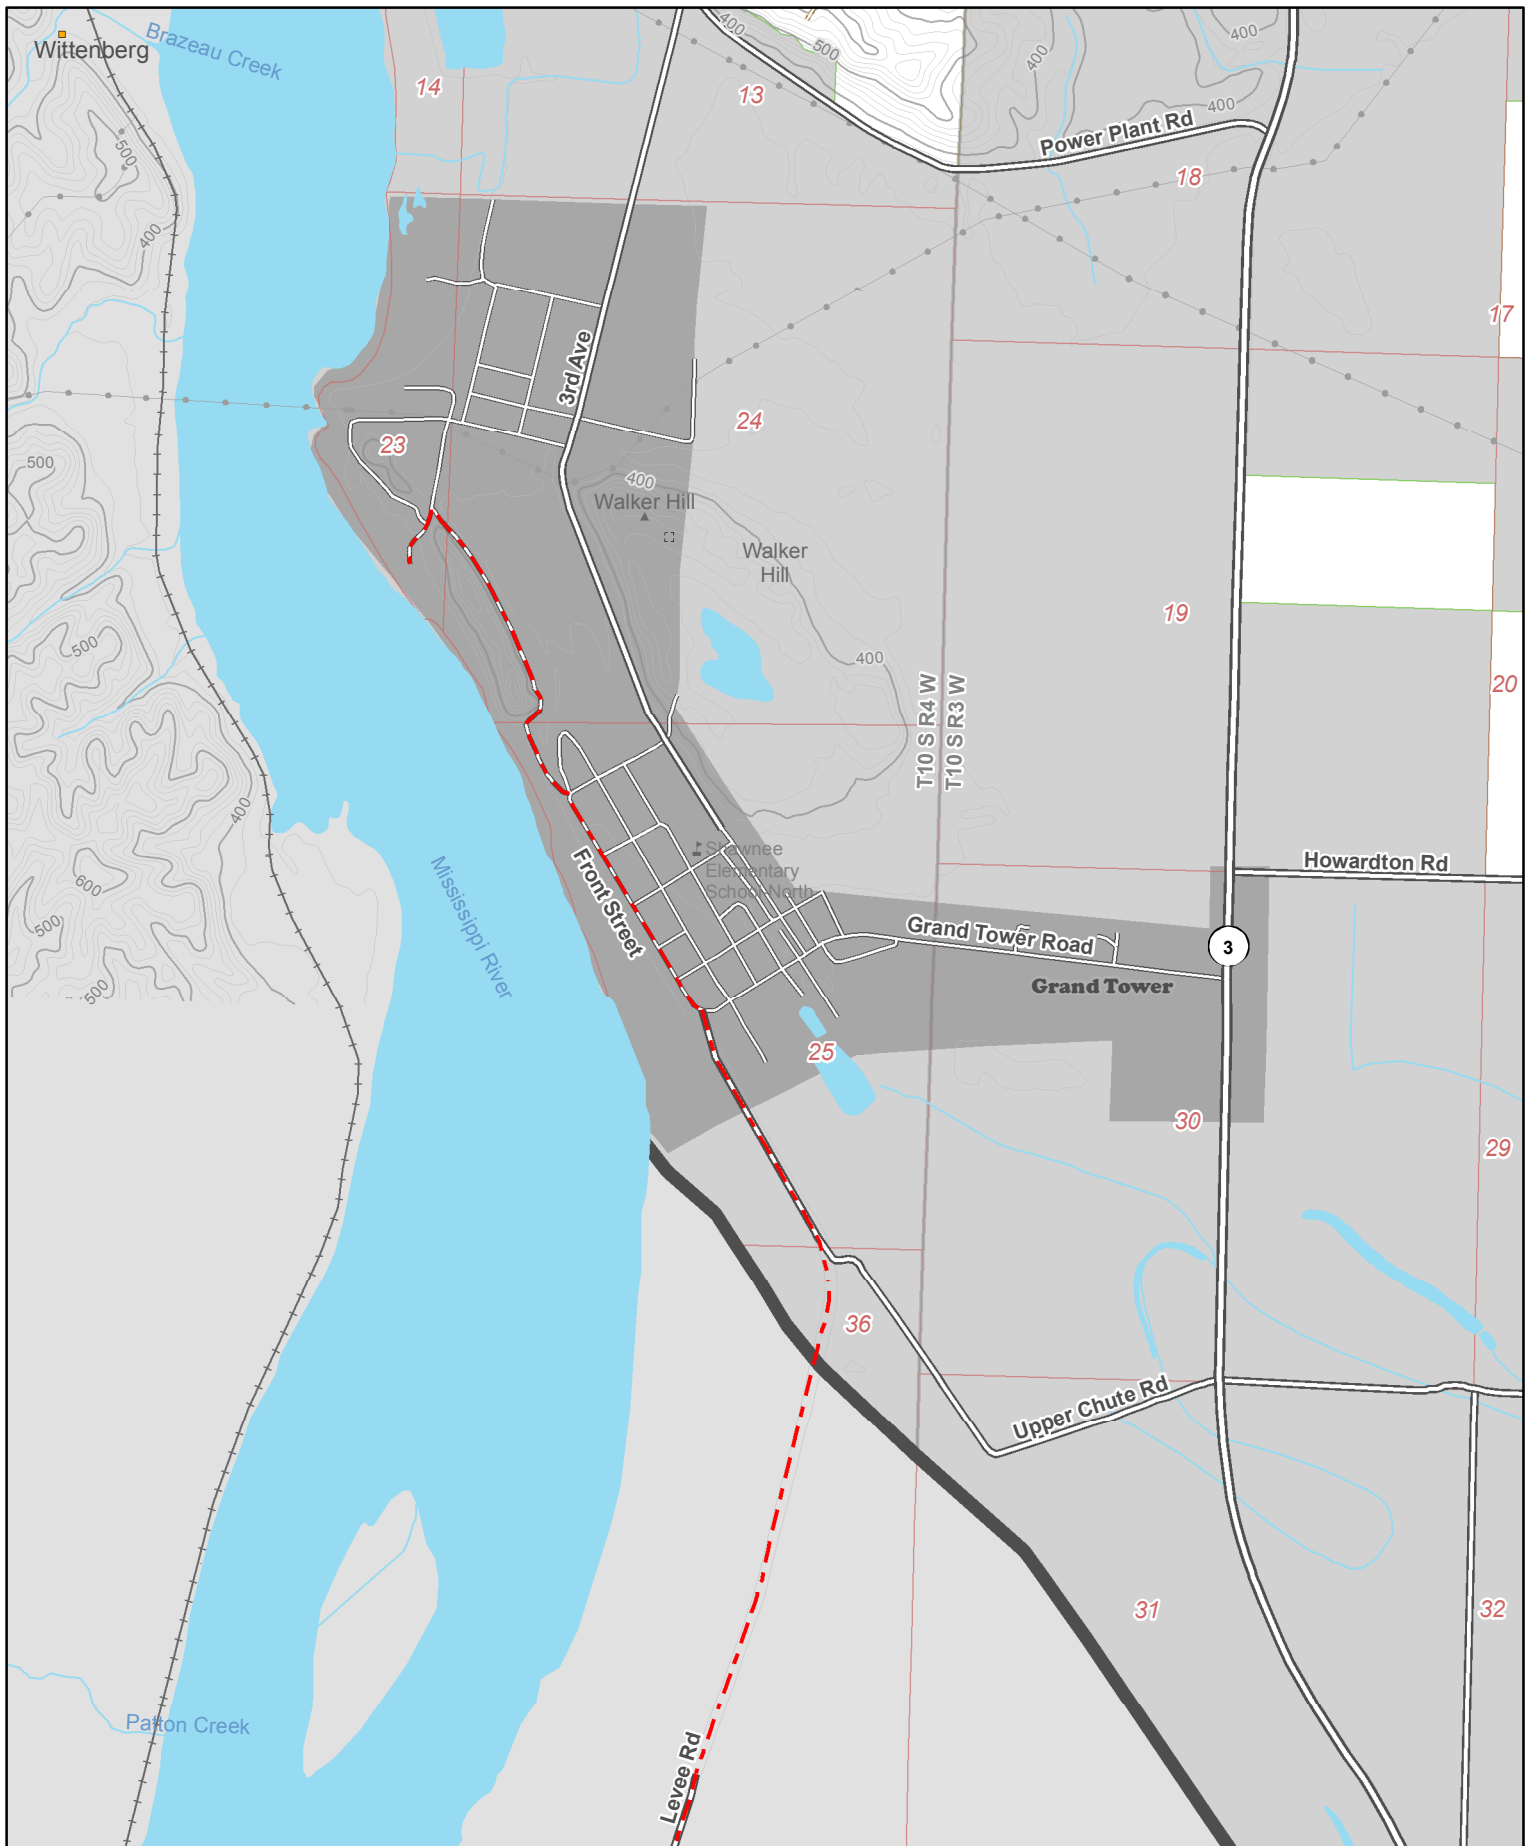 Wittenberg
Brazeau Creek
14
400
500
13
400
400
400
Power Plant Rd
18
500
400
17
3rd Ave
24
23
500
400
Walker Hill
Walker
Hill
19
500
400
T10 S R4 W
T10 S R3 W
20
400
Shawnee
Elementary
School-North
Howardton Rd
Front Street
Mississippi River
600
500
500
Grand Tower Road
3
Grand Tower
25
30
29
36
Upper Chute Rd
31
32
Patton Creek
Levee Rd